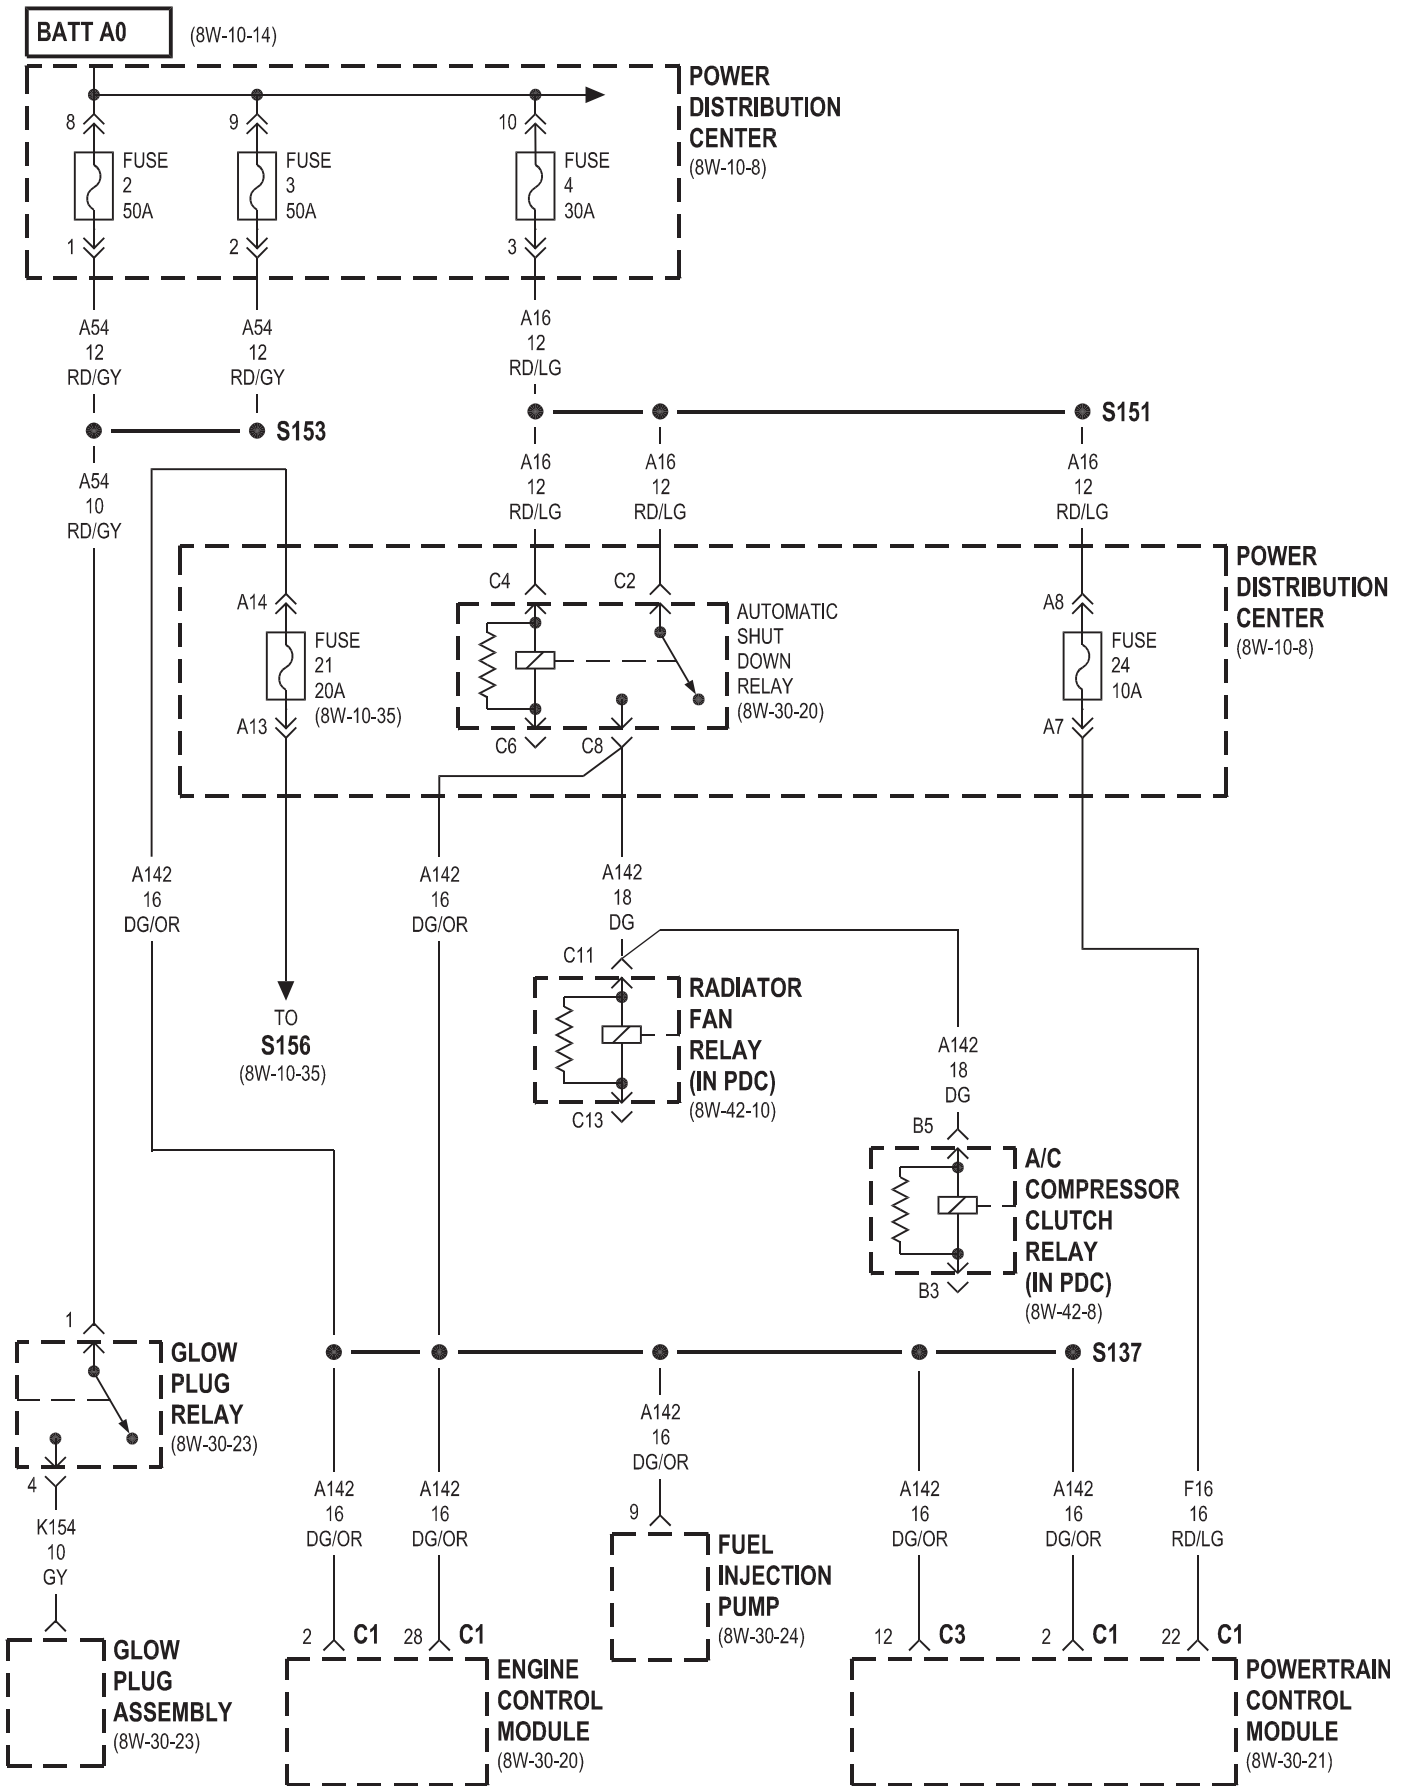 BATT A0
(8W-10-14)
POWER
DISTRIBUTION
CENTER
(8W-10-8)
8
FUSE
2
50A
1
9
FUSE
3
50A
2
10
FUSE
4
30A
3
A54
12
RD/GY
A54
12
RD/GY
A16
12
RD/LG
S153
S151
A54
10
RD/GY
A16
12
RD/LG
A16
12
RD/LG
A16
12
RD/LG
POWER
DISTRIBUTION
CENTER
(8W-10-8)
A14
FUSE
21
20A
(8W-10-35)
A13
C4
C2
AUTOMATIC
SHUT
DOWN
RELAY
(8W-30-20)
C6
C8
A8
FUSE
24
10A
A7
A142
16
DG/OR
A142
16
DG/OR
A142
18
DG
TO
S156
(8W-10-35)
C11
RADIATOR
FAN
RELAY
(IN PDC)
(8W-42-10)
C13
A142
18
DG
B5
A/C
COMPRESSOR
CLUTCH
RELAY
(IN PDC)
(8W-42-8)
B3
1
GLOW
PLUG
RELAY
(8W-30-23)
4
S137
K154
10
GY
A142
16
DG/OR
A142
16
DG/OR
A142
16
DG/OR
A142
16
DG/OR
A142
16
DG/OR
F16
16
RD/LG
9
FUEL
INJECTION
PUMP
(8W-30-24)
GLOW
PLUG
ASSEMBLY
(8W-30-23)
2 C1
28 C1
ENGINE
CONTROL
MODULE
(8W-30-20)
12 C3
2 C1
22 C1
POWERTRAIN
CONTROL
MODULE
(8W-30-21)